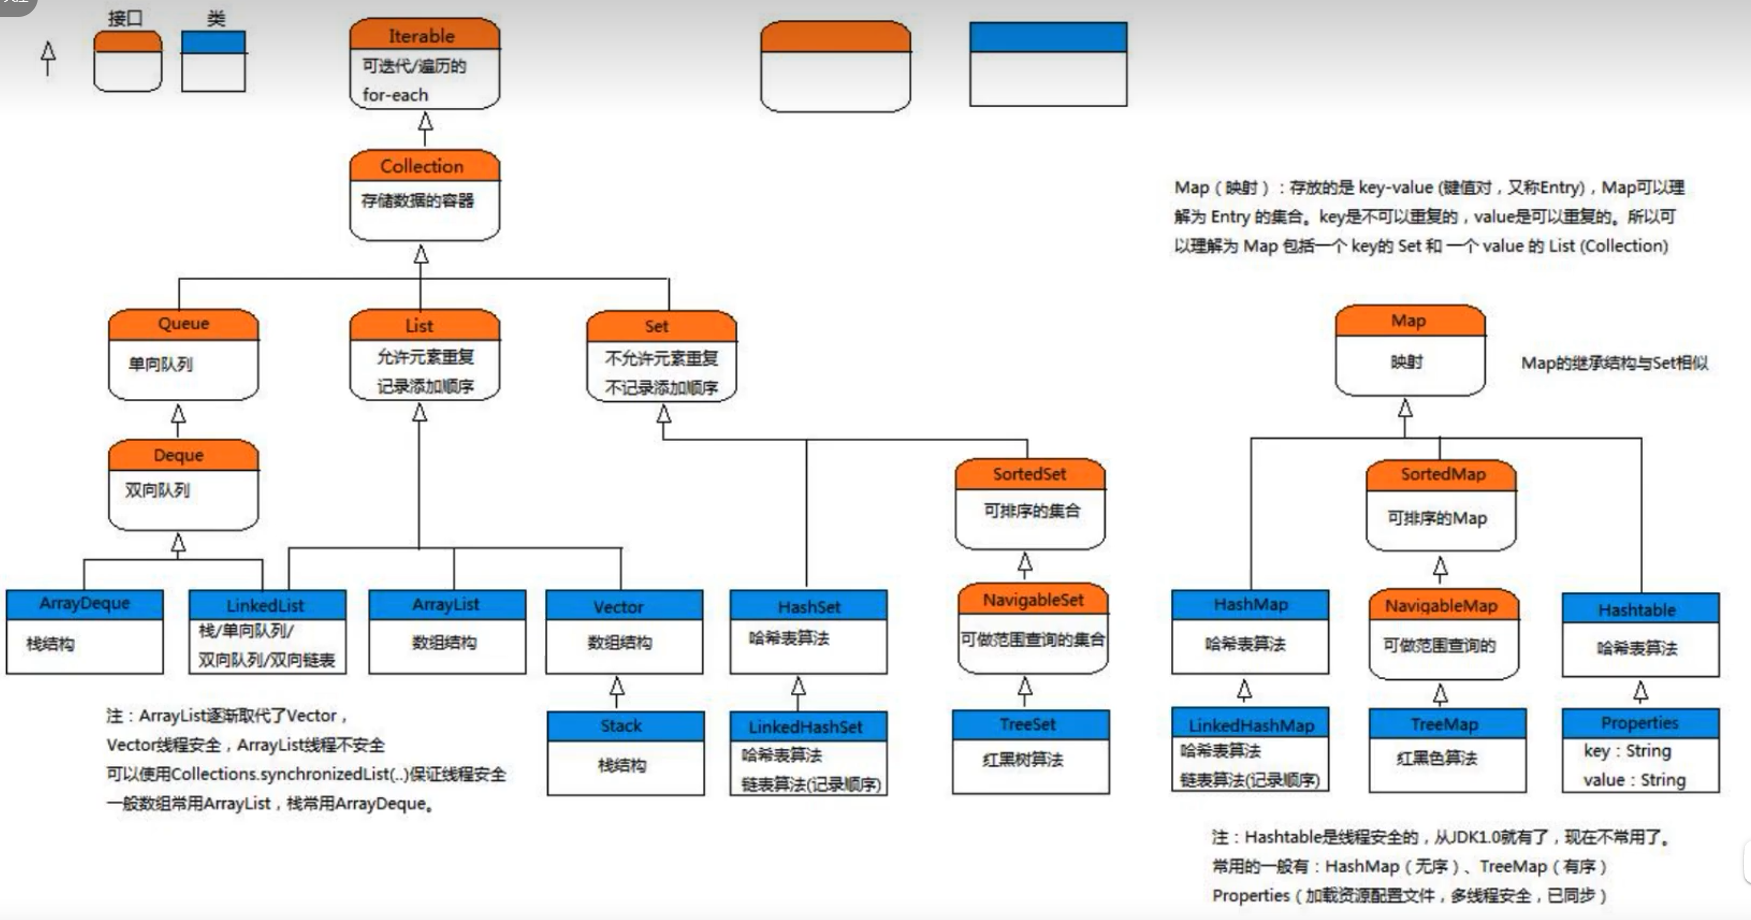 接口
类
Iterable
可迭代/遍历的
for-each
Collection
存储数据的容器
Map（映射）：存放的是 key-value (键值对，又称Entry)，Map可以理
解为 Entry 的集合。key是不可以重复的，value是可以重复的。所以可
以理解为 Map 包括一个 key的 Set 和 一个 value 的 List (Collection)
Queue
单向队列
List
允许元素重复
记录添加顺序
Set
不允许元素重复
不记录添加顺序
Map
映射
Map的继承结构与Set相似
Deque
双向队列
SortedSet
可排序的集合
SortedMap
可排序的Map
ArrayDeque
栈结构
LinkedList
栈/单向队列/
双向队列/双向链表
ArrayList
数组结构
Vector
数组结构
HashSet
哈希表算法
NavigableSet
可做范围查询的集合
HashMap
哈希表算法
NavigableMap
可做范围查询的
Hashtable
哈希表算法
Stack
栈结构
LinkedHashSet
哈希表算法
链表算法(记录顺序)
TreeSet
红黑树算法
LinkedHashMap
哈希表算法
链表算法(记录顺序)
TreeMap
红黑色算法
Properties
key：String
value：String
注：ArrayList逐渐取代了Vector，
Vector线程安全，ArrayList线程不安全
可以使用Collections.synchronizedList(..)保证线程安全
一般数组常用ArrayList，栈常用ArrayDeque。
注：Hashtable是线程安全的，从JDK1.0就有了，现在不常用了。
常用的一般有：HashMap（无序）、TreeMap（有序）
Properties（加载资源配置文件，多线程安全，已同步）